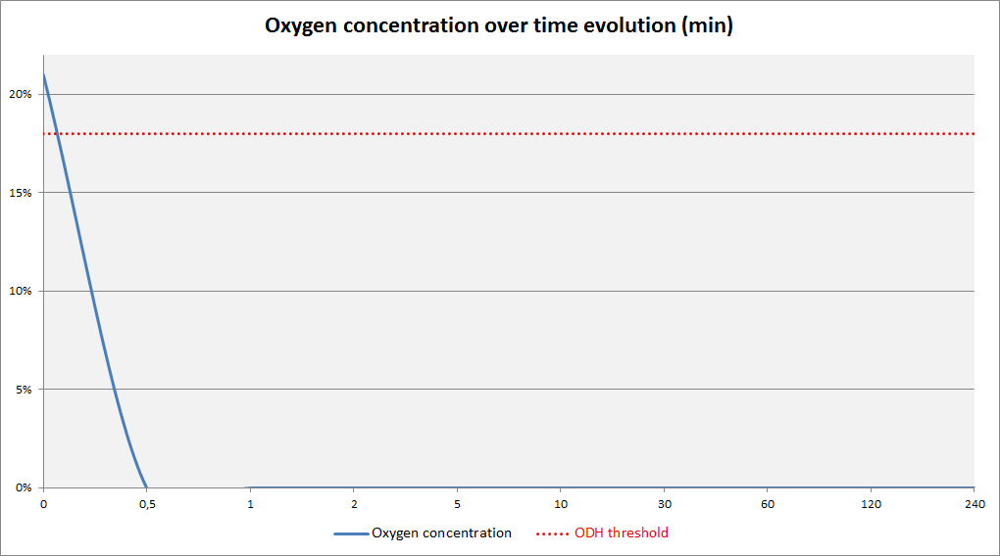 Oxygen concentration over time evolution (min)
20%
15%
10%
5%
0%
0 0,5 1 2 5 10 30 60 120 240
Oxygen concentration ODH threshold